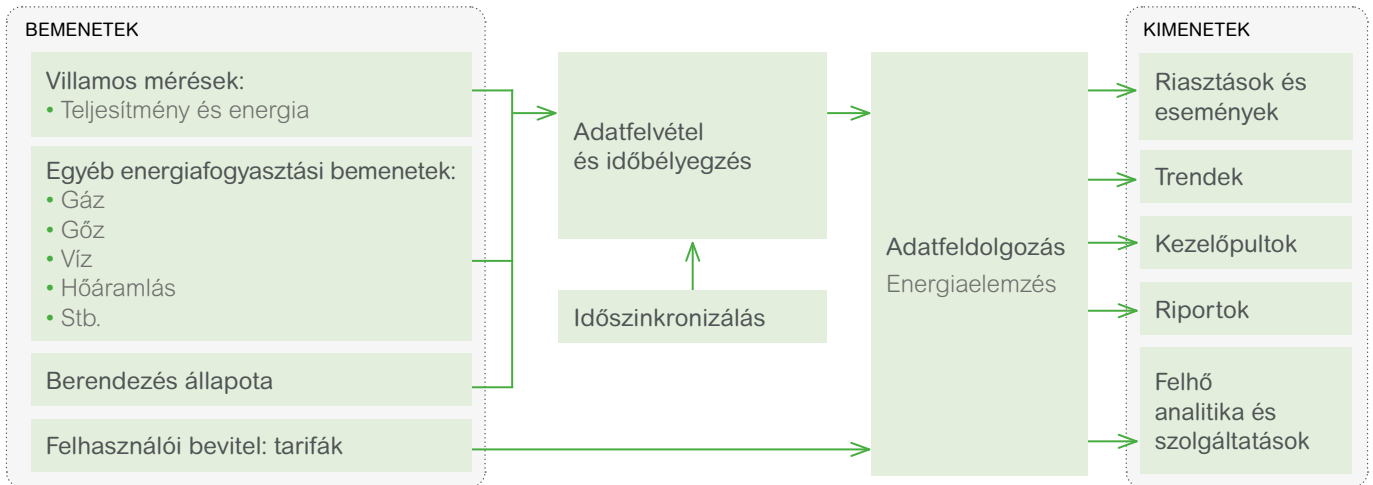 BEMENETEK
Villamos mérések:
• Teljesítmény és energia
Egyéb energiafogyasztási bemenetek:
• Gáz
• Gőz
• Víz
• Hőáramlás
• Stb.
Berendezés állapota
Felhasználói bevitel: tarifák
Adatfelvétel
és időbélyegzés
Időszinkronizálás
Adatfeldolgozás
Energiaelemzés
KIMENETEK
Riasztások és
események
Trendek
Kezelőpultok
Riportok
Felhő
analitika és
szolgáltatások